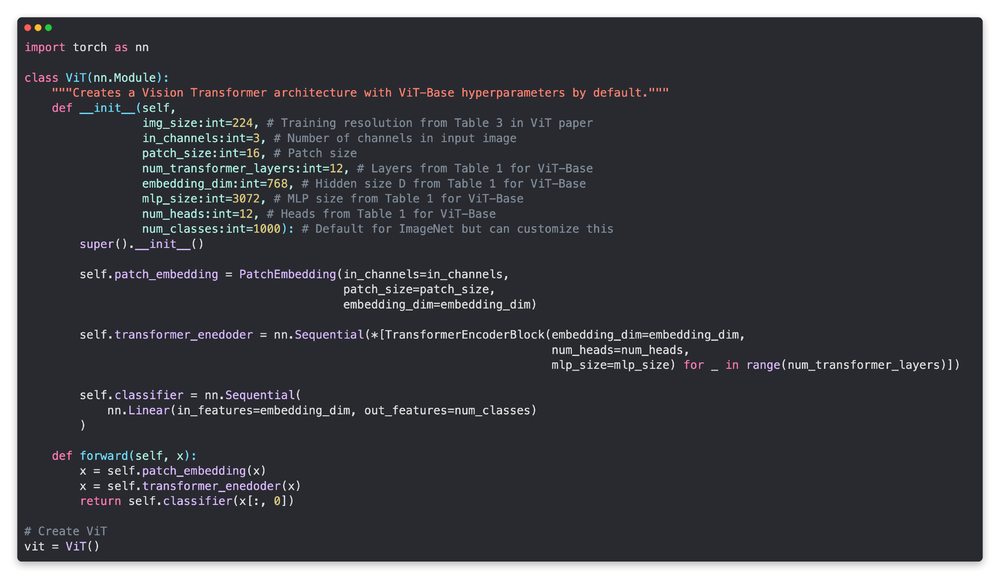 import torch as nn

class ViT(nn.Module):
    """Creates a Vision Transformer architecture with ViT-Base hyperparameters by default."""
    def __init__(self,
                 img_size:int=224, # Training resolution from Table 3 in ViT paper
                 in_channels:int=3, # Number of channels in input image
                 patch_size:int=16, # Patch size
                 num_transformer_layers:int=12, # Layers from Table 1 for ViT-Base
                 embedding_dim:int=768, # Hidden size D from Table 1 for ViT-Base
                 mlp_size:int=3072, # MLP size from Table 1 for ViT-Base
                 num_heads:int=12, # Heads from Table 1 for ViT-Base
                 num_classes:int=1000): # Default for ImageNet but can customize this
        super().__init__()

        self.patch_embedding = PatchEmbedding(in_channels=in_channels,
                                              patch_size=patch_size,
                                              embedding_dim=embedding_dim)

        self.transformer_enedoder = nn.Sequential(*[TransformerEncoderBlock(embedding_dim=embedding_dim,
                                                                            num_heads=num_heads,
                                                                            mlp_size=mlp_size) for _ in range(num_transformer_layers)])

        self.classifier = nn.Sequential(
            nn.Linear(in_features=embedding_dim, out_features=num_classes)
        )

    def forward(self, x):
        x = self.patch_embedding(x)
        x = self.transformer_enedoder(x)
        return self.classifier(x[:, 0])

# Create ViT
vit = ViT()